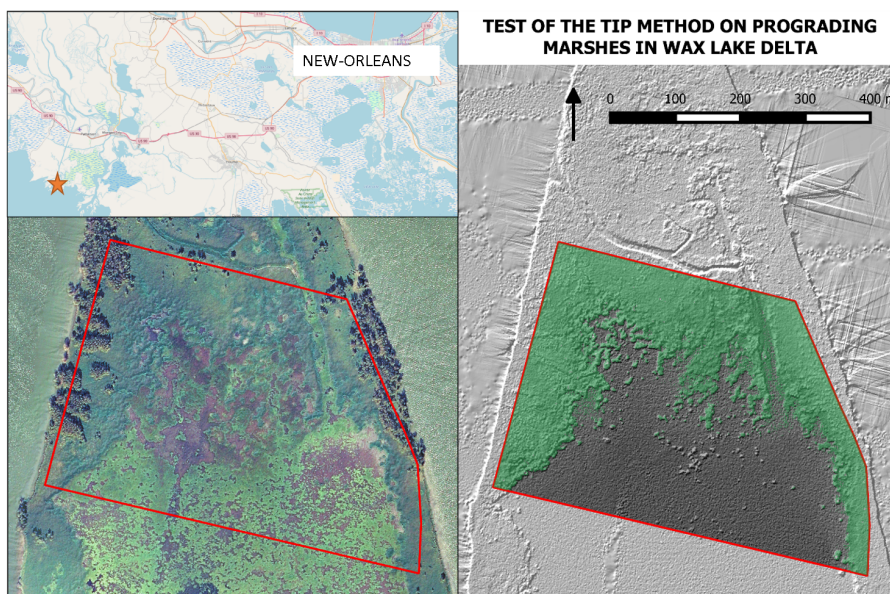 NEW-ORLEANS
TEST OF THE TIP METHOD ON PROGRADING
MARSHES IN WAX LAKE DELTA
0 100 200 300 400 m